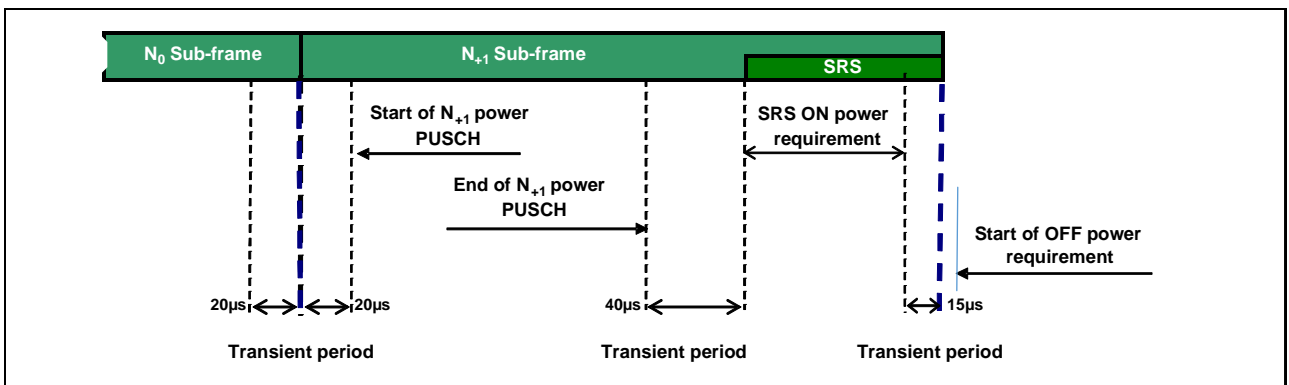 N0 Sub-frame
N+1 Sub-frame
SRS
Start of N+1 power
PUSCH
SRS ON power
requirement
End of N+1 power
PUSCH
Start of OFF power
requirement
20µs
20µs
40µs
15µs
Transient period
Transient period
Transient period